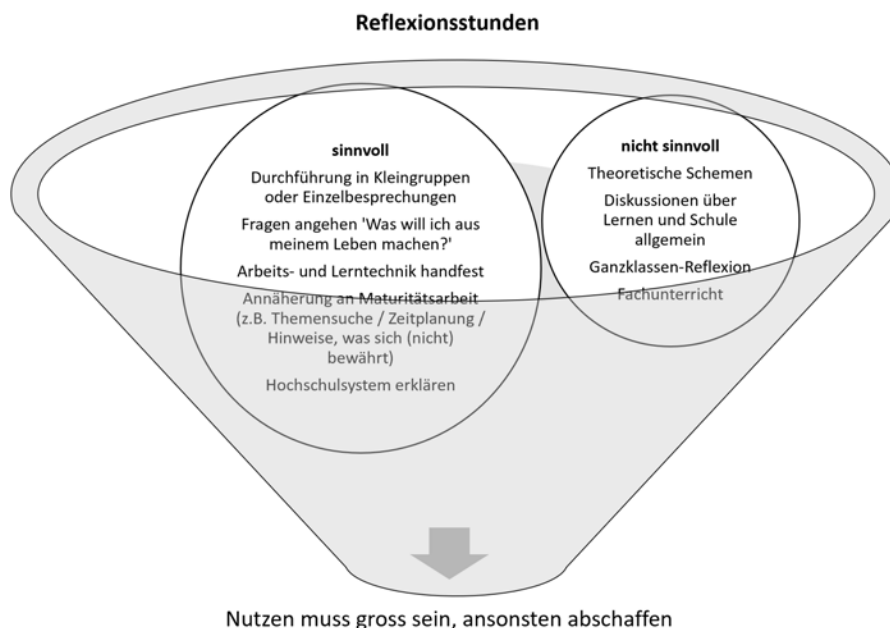 Reflexionsstunden
sinnvoll
Durchführung in Kleingruppen
oder Einzelbesprechungen
Fragen angehen 'Was will ich aus
meinem Leben machen?'
Arbeits- und Lerntechnik handfest
Annäherung an Maturitätsarbeit
(z.B. Themensuche / Zeitplanung /
Hinweise, was sich (nicht)
bewährt)
Hochschulsystem erklären
nicht sinnvoll
Theoretische Schemen
Diskussionen über
Lernen und Schule
allgemein
Ganzklassen-Reflexion
Fachunterricht
Nutzen muss gross sein, ansonsten abschaffen